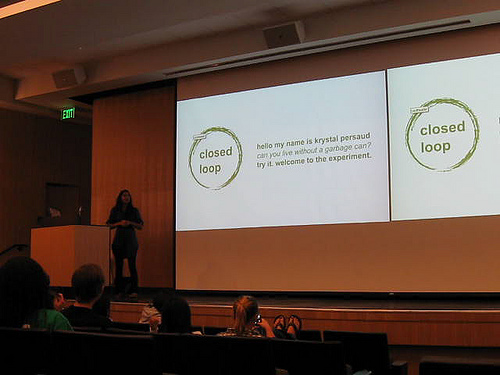 EXIT
closed
loop
hello my name is krystal persaud
can you live without a garbage can?
try it. welcome to the experiment.
closed
loop